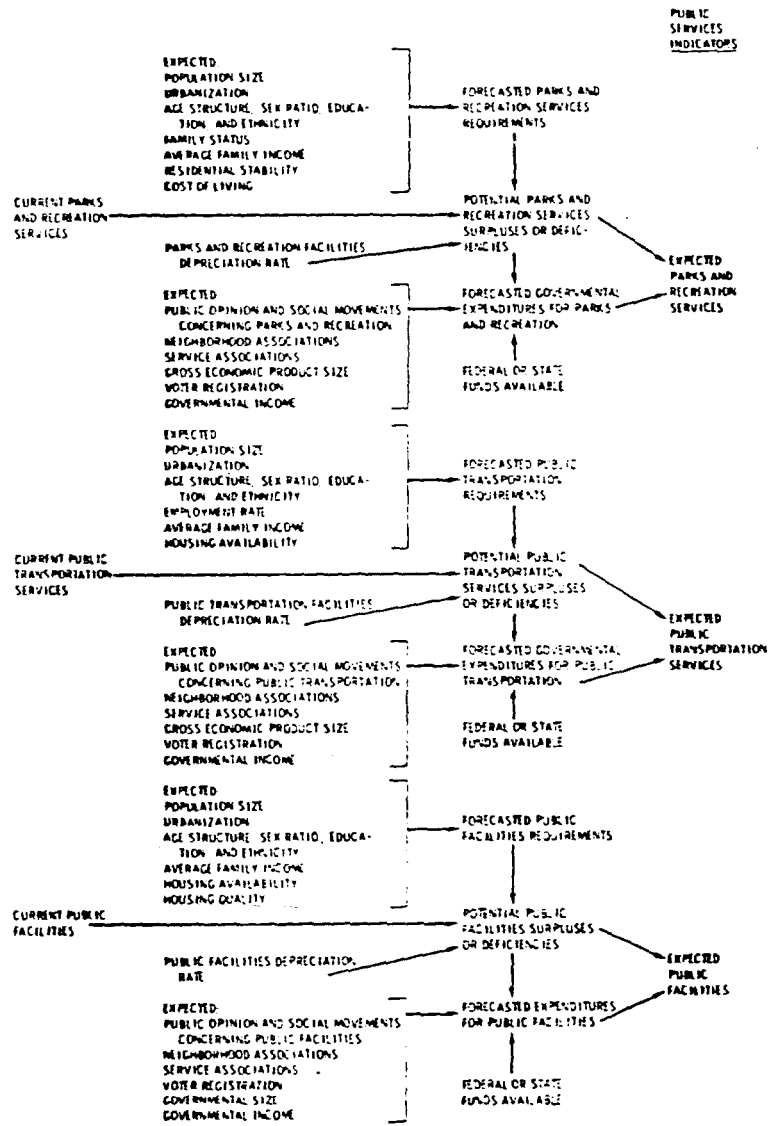 PUBLIC
SERVICES
INDICATORS
EXPECTED:
POPULATION SIZE
URBANIZATION
AGE STRUCTURE, SEX RATIO, EDUCA-
TION, AND ETHNICITY
FAMILY STATUS
AVERAGE FAMILY INCOME
RESIDENTIAL STABILITY
COST OF LIVING
FORECASTED PARKS AND
RECREATION SERVICES
REQUIREMENTS
CURRENT PARKS
AND RECREATION
SERVICES
POTENTIAL PARKS AND
RECREATION SERVICES
SURPLUSES OR DEFIC-
IENCIES
PARKS AND RECREATION FACILITIES
DEPRECIATION RATE
EXPECTED
PARKS AND
RECREATION
SERVICES
EXPECTED:
PUBLIC OPINION AND SOCIAL MOVEMENTS
CONCERNING PARKS AND RECREATION
NEIGHBORHOOD ASSOCIATIONS
SERVICE ASSOCIATIONS
GROSS ECONOMIC PRODUCT SIZE
VOTER REGISTRATION
GOVERNMENTAL INCOME
FORECASTED GOVERNMENTAL
EXPENDITURES FOR PARKS
AND RECREATION
FEDERAL OR STATE
FUNDS AVAILABLE
EXPECTED:
POPULATION SIZE
URBANIZATION
AGE STRUCTURE, SEX RATIO, EDUCA-
TION, AND ETHNICITY
EMPLOYMENT RATE
AVERAGE FAMILY INCOME
HOUSING AVAILABILITY
FORECASTED PUBLIC
TRANSPORTATION
REQUIREMENTS
CURRENT PUBLIC
TRANSPORTATION
SERVICES
POTENTIAL PUBLIC
TRANSPORTATION
SERVICES SURPLUSES
OR DEFICIENCIES
PUBLIC TRANSPORTATION FACILITIES
DEPRECIATION RATE
EXPECTED
PUBLIC
TRANSPORTATION
SERVICES
EXPECTED:
PUBLIC OPINION AND SOCIAL MOVEMENTS
CONCERNING PUBLIC TRANSPORTATION
NEIGHBORHOOD ASSOCIATIONS
SERVICE ASSOCIATIONS
GROSS ECONOMIC PRODUCT SIZE
VOTER REGISTRATION
GOVERNMENTAL INCOME
FORECASTED GOVERNMENTAL
EXPENDITURES FOR PUBLIC
TRANSPORTATION
FEDERAL OR STATE
FUNDS AVAILABLE
EXPECTED:
POPULATION SIZE
URBANIZATION
AGE STRUCTURE, SEX RATIO, EDUCA-
TION, AND ETHNICITY
AVERAGE FAMILY INCOME
HOUSING AVAILABILITY
HOUSING QUALITY
FORECASTED PUBLIC
FACILITIES REQUIREMENTS
CURRENT PUBLIC
FACILITIES
POTENTIAL PUBLIC
FACILITIES SURPLUSES
OR DEFICIENCIES
PUBLIC FACILITIES DEPRECIATION
RATE
EXPECTED
PUBLIC
FACILITIES
EXPECTED:
PUBLIC OPINION AND SOCIAL MOVEMENTS
CONCERNING PUBLIC FACILITIES
NEIGHBORHOOD ASSOCIATIONS
SERVICE ASSOCIATIONS
VOTER REGISTRATION
GOVERNMENTAL SIZE
GOVERNMENTAL INCOME
FORECASTED EXPENDITURES
FOR PUBLIC FACILITIES
FEDERAL OR STATE
FUNDS AVAILABLE